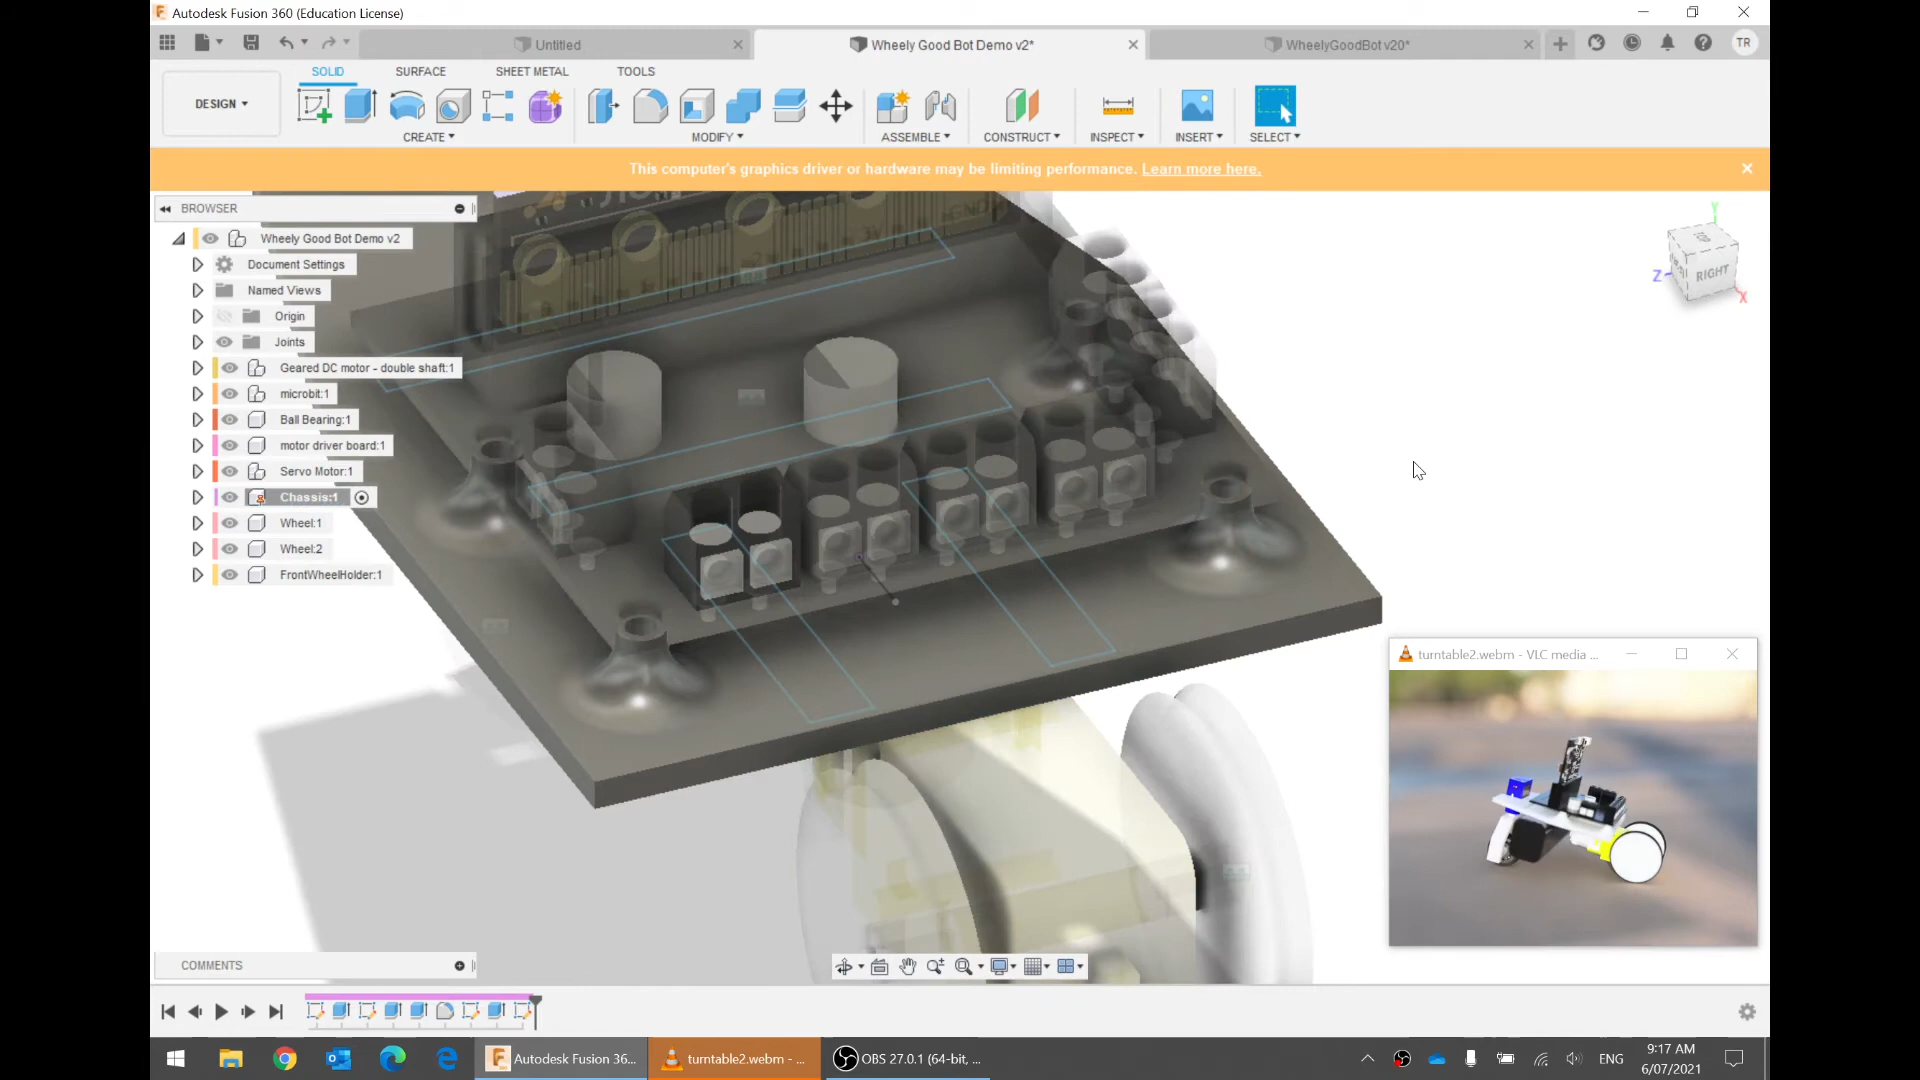 Autodesk Fusion 360 (Education License)
Untitled
Wheely Good Bot Demo v2*
WheelyGoodBot v20*
TR
SOLID
SURFACE
SHEET METAL
TOOLS
DESIGN
CREATE
MODIFY
ASSEMBLE
CONSTRUCT
INSPECT
INSERT
SELECT
This computer's graphics driver or hardware may be limiting performance. Learn more here.
BROWSER
Wheely Good Bot Demo v2
Document Settings
Named Views
Origin
Joints
Geared DC motor - double shaft:1
microbit:1
Ball Bearing:1
motor driver board:1
Servo Motor:1
Chassis:1
Wheel:1
Wheel:2
FrontWheelHolder:1
3V
GND
Y
Z
X
TOP
RIGHT
turntable2.webm - VLC media ...
COMMENTS
Autodesk Fusion 36...
turntable2.webm - ...
OBS 27.0.1 (64-bit, ...
ENG
9:17 AM
6/07/2021